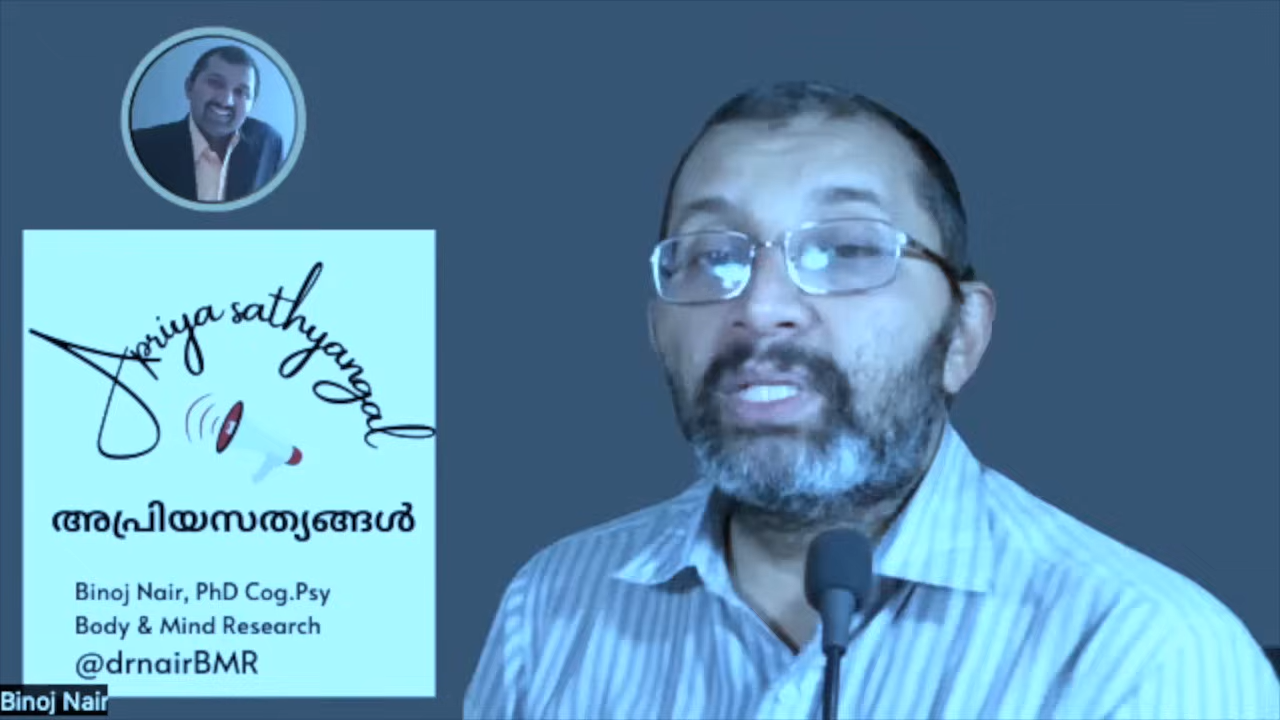 Apriya sathyangal
അപ്രിയസത്യങ്ങൾ
Binoj Nair, PhD Cog.Psy
Body & Mind Research
@drnairBMR
Binoj Nair